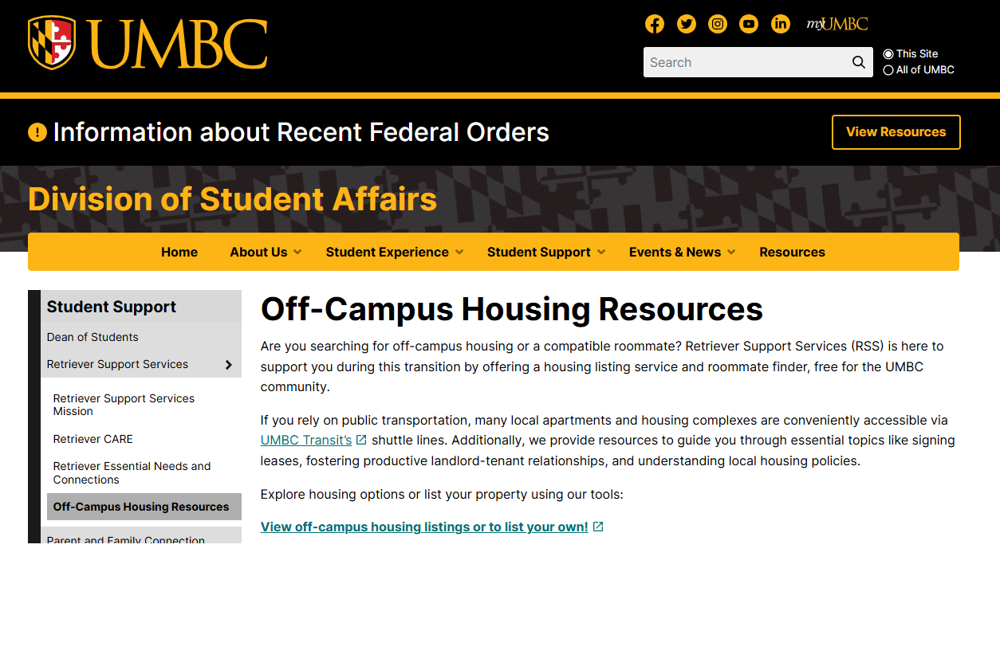 UMBC
myUMBC
Search
This Site
All of UMBC
! Information about Recent Federal Orders
View Resources
Division of Student Affairs
Home About Us Student Experience Student Support Events & News Resources
Student Support
Dean of Students
Retriever Support Services
Retriever Support Services
Mission
Retriever CARE
Retriever Essential Needs and
Connections
Off-Campus Housing Resources
Parent and Family Connection
Off-Campus Housing Resources
Are you searching for off-campus housing or a compatible roommate? Retriever Support Services (RSS) is here to
support you during this transition by offering a housing listing service and roommate finder, free for the UMBC
community.
If you rely on public transportation, many local apartments and housing complexes are conveniently accessible via
UMBC Transit’s shuttle lines. Additionally, we provide resources to guide you through essential topics like signing
leases, fostering productive landlord-tenant relationships, and understanding local housing policies.
Explore housing options or list your property using our tools:
View off-campus housing listings or to list your own!